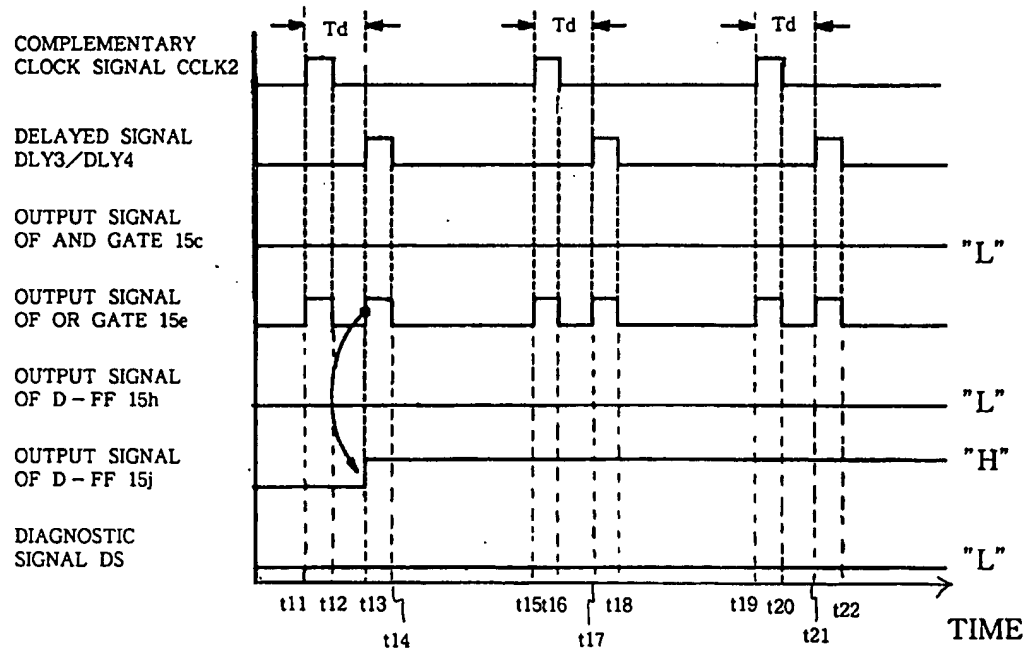 Td Td Td
COMPLEMENTARY
CLOCK SIGNAL CCLK2
DELAYED SIGNAL
DLY3/DLY4
OUTPUT SIGNAL
OF AND GATE 15c
"L"
OUTPUT SIGNAL
OF OR GATE 15e
OUTPUT SIGNAL
OF D-FF 15h
"L"
OUTPUT SIGNAL
OF D-FF 15j
"H"
DIAGNOSTIC
SIGNAL DS
"L"
t11 t12 t13 t15 t16 t18 t19 t20 t22
t14 t17 t21
TIME